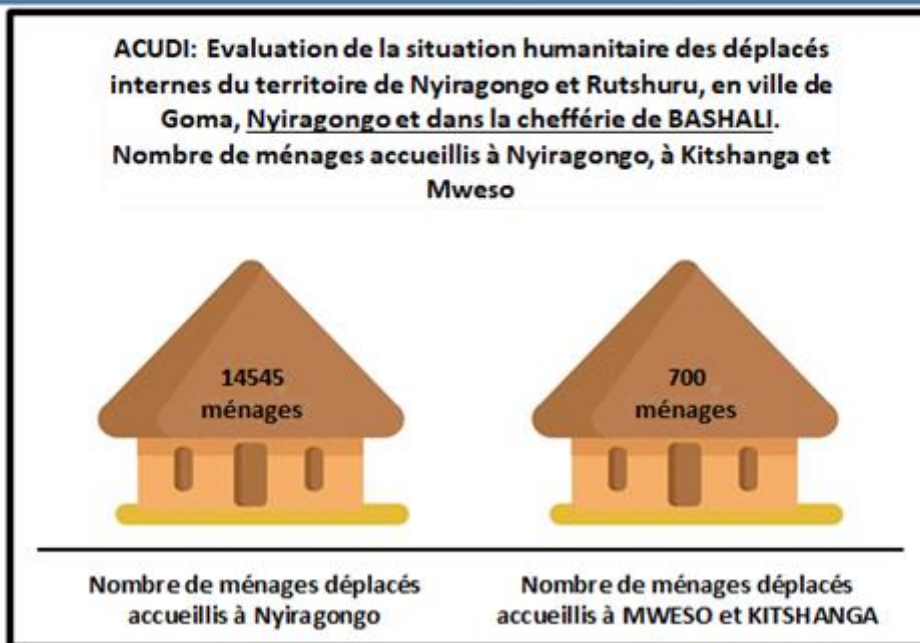 ACUDI: Evaluation de la situation humanitaire des déplacés
internes du territoire de Nyiragongo et Rutshuru, en ville de
Goma, Nyiragongo et dans la chefférie de BASHALI.
Nombre de ménages accueillis à Nyiragongo, à Kitshanga et
Mweso
14545
ménages
700
ménages
Nombre de ménages déplacés
accueillis à Nyiragongo
Nombre de ménages déplacés
accueillis à MWESO et KITSHANGA